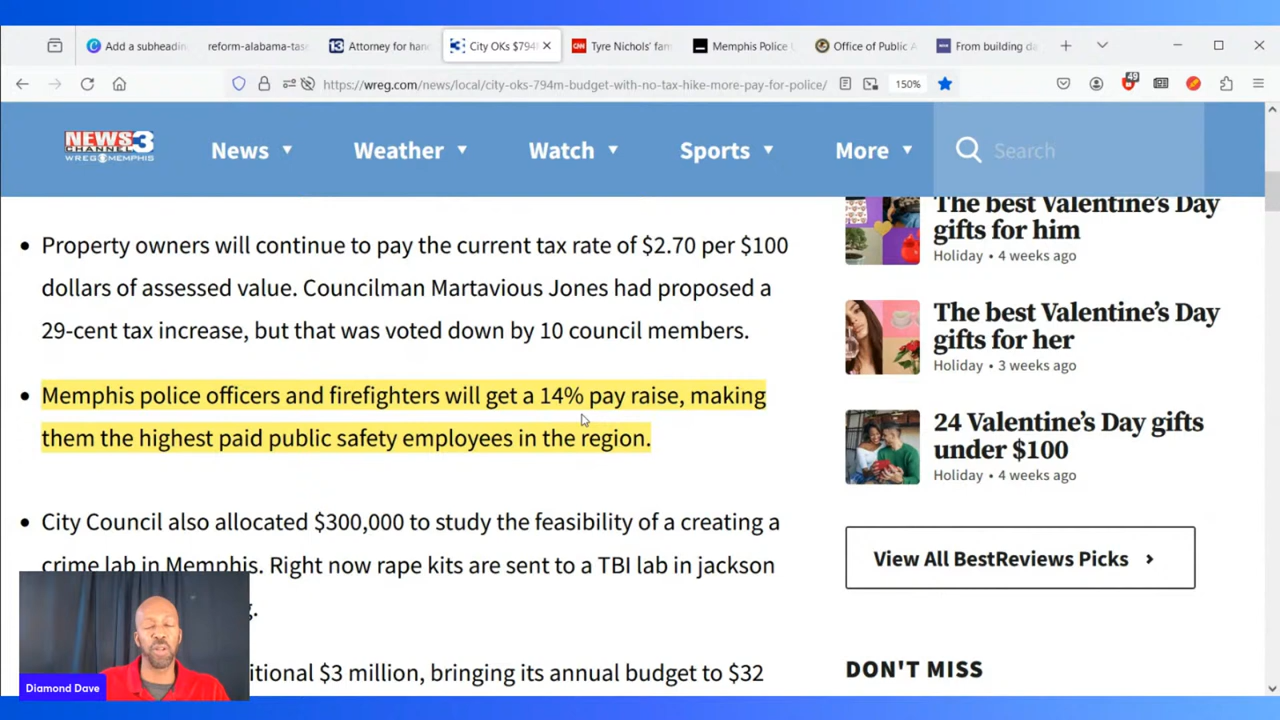 Add a subheadin
reform-alabama-tas
Attorney for han
City OKs $794
Tyre Nichols' fam
Memphis Police
Office of Public A
From building da
https://wreg.com/news/local/city-oks-794m-budget-with-no-tax-hike-more-pay-for-police/
150%
49
NEWS 3
CHANNEL
WREG MEMPHIS
News
Weather
Watch
Sports
More
Search
• Property owners will continue to pay the current tax rate of $2.70 per $100
dollars of assessed value. Councilman Martavious Jones had proposed a
29-cent tax increase, but that was voted down by 10 council members.
• Memphis police officers and firefighters will get a 14% pay raise, making
them the highest paid public safety employees in the region.
• City Council also allocated $300,000 to study the feasibility of a creating a
crime lab in Memphis. Right now rape kits are sent to a TBI lab in jackson
itional $3 million, bringing its annual budget to $32
The best Valentine's Day
gifts for him
Holiday • 4 weeks ago
The best Valentine's Day
gifts for her
Holiday • 3 weeks ago
24 Valentine's Day gifts
under $100
Holiday • 4 weeks ago
View All BestReviews Picks
DON'T MISS
Diamond Dave